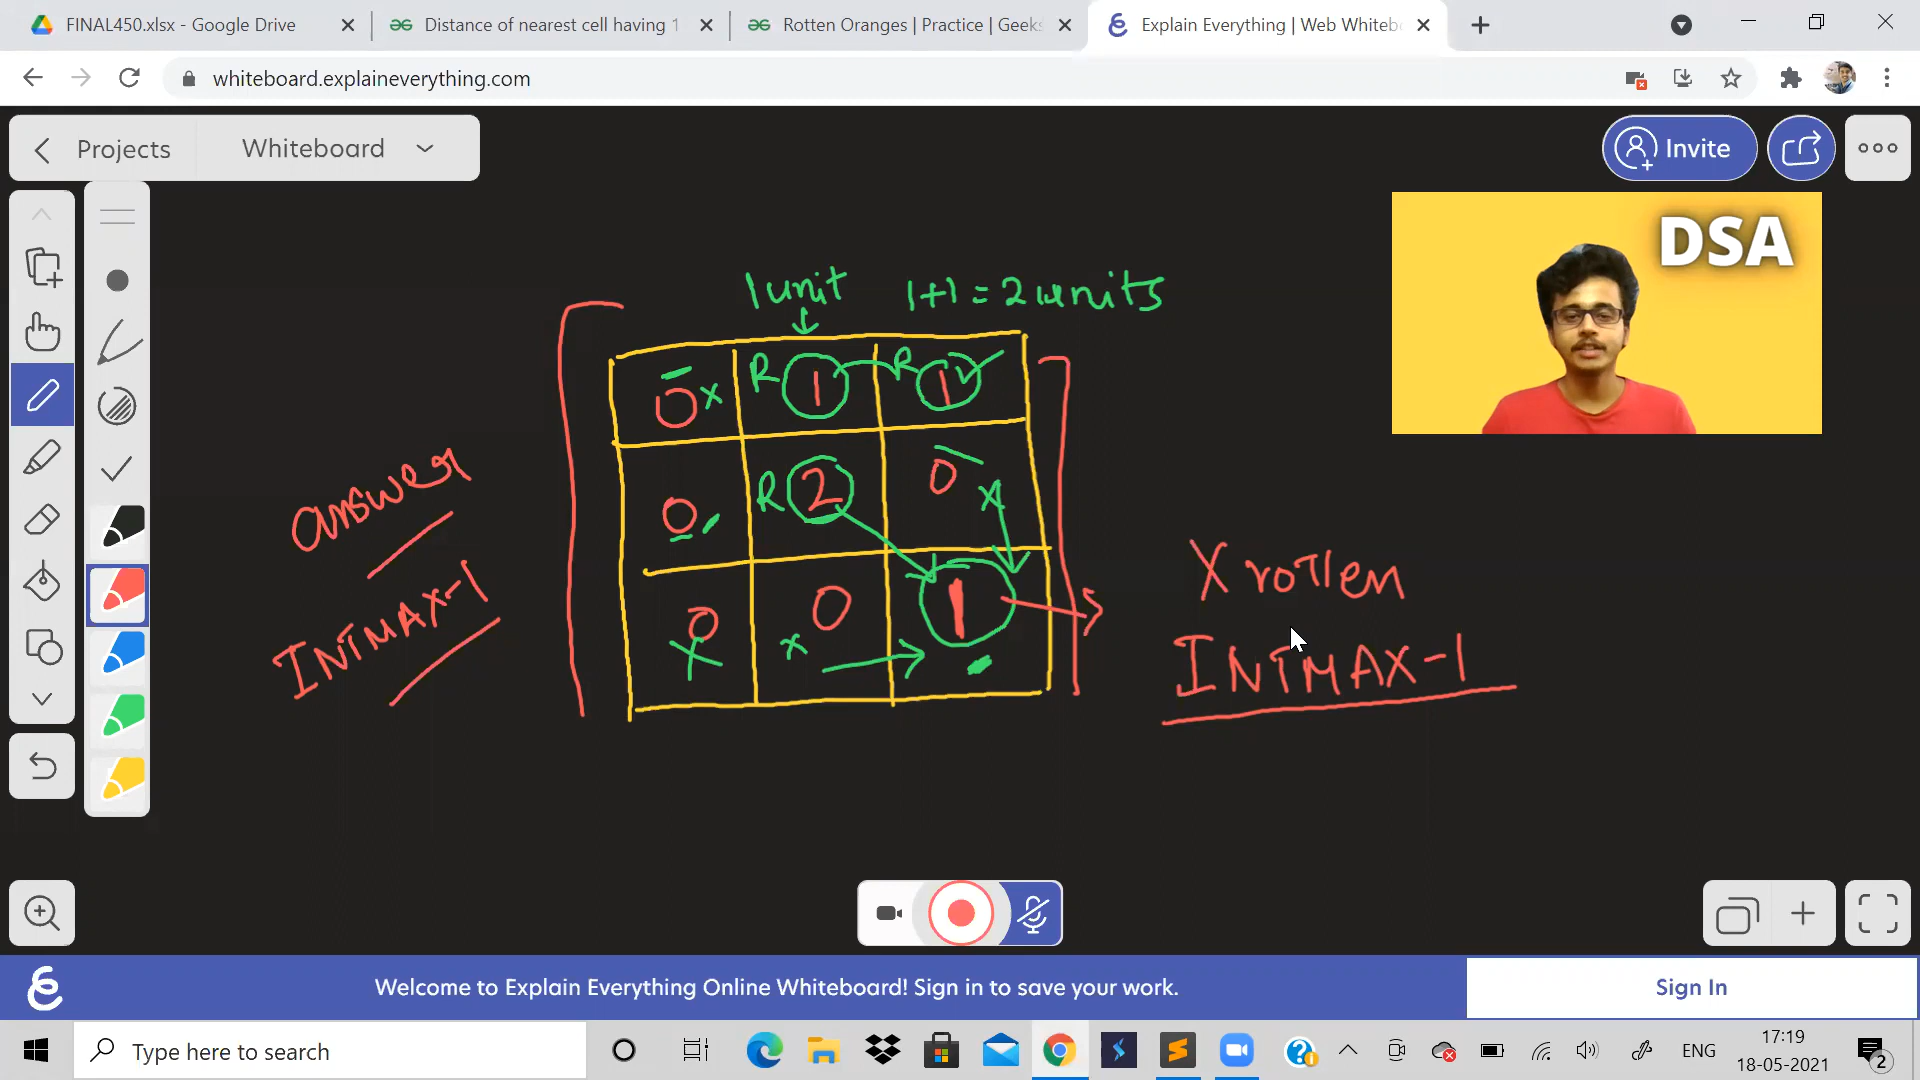 FINAL450.xlsx - Google Drive
Distance of nearest cell having 1
Rotten Oranges | Practice | Geeks
Explain Everything | Web Whitebo
whiteboard.explaineverything.com
Projects
Whiteboard
Invite
DSA
1 unit
1+1=2 units
0 x R 1 R 1
0 R 2 0 x
0 x 0 1
answer
INTMAX-1
X rotten
INTMAX-1
Welcome to Explain Everything Online Whiteboard! Sign in to save your work.
Sign In
Type here to search
ENG
17:19
18-05-2021
2